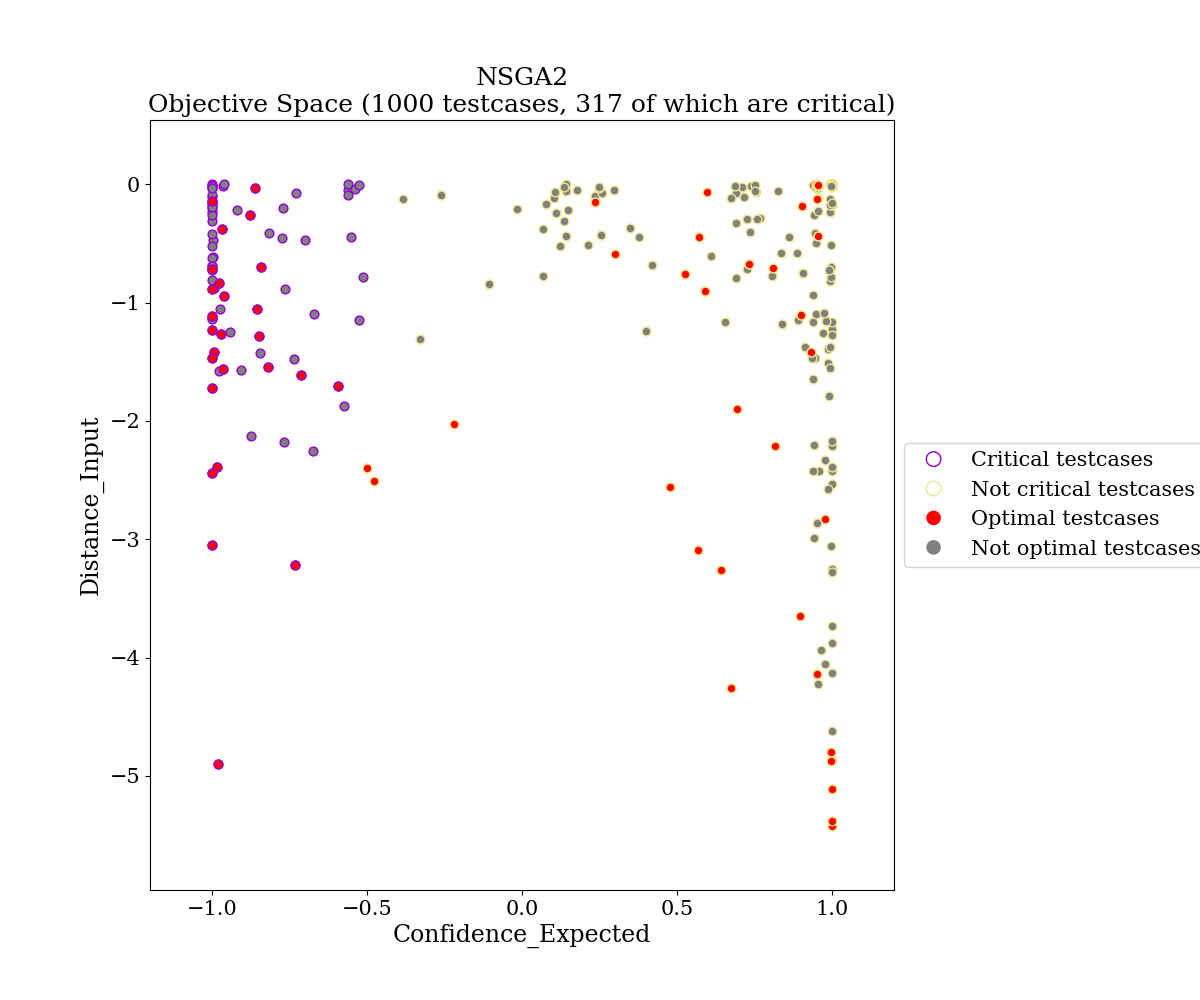 NSGA2
Objective Space (1000 testcases, 317 of which are critical)
0
−1
−2
−3
−4
−5
Distance_Input
−1.0
−0.5
0.0
0.5
1.0
Confidence_Expected
Critical testcases
Not critical testcases
Optimal testcases
Not optimal testcases